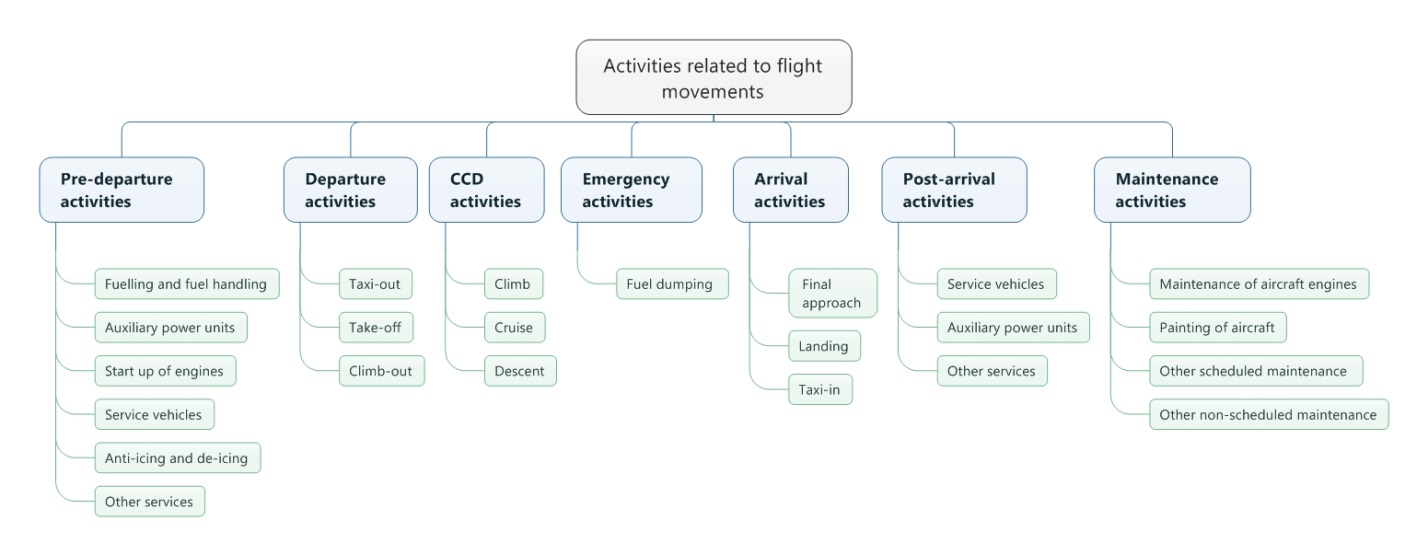 Activities related to flight
movements
Pre-departure
activities
Fuelling and fuel handling
Auxiliary power units
Start up of engines
Service vehicles
Anti-icing and de-icing
Other services
Departure
activities
Taxi-out
Take-off
Climb-out
CCD
activities
Climb
Cruise
Descent
Emergency
activities
Fuel dumping
Arrival
activities
Final
approach
Landing
Taxi-in
Post-arrival
activities
Service vehicles
Auxiliary power units
Other services
Maintenance
activities
Maintenance of aircraft engines
Painting of aircraft
Other scheduled maintenance
Other non-scheduled maintenance